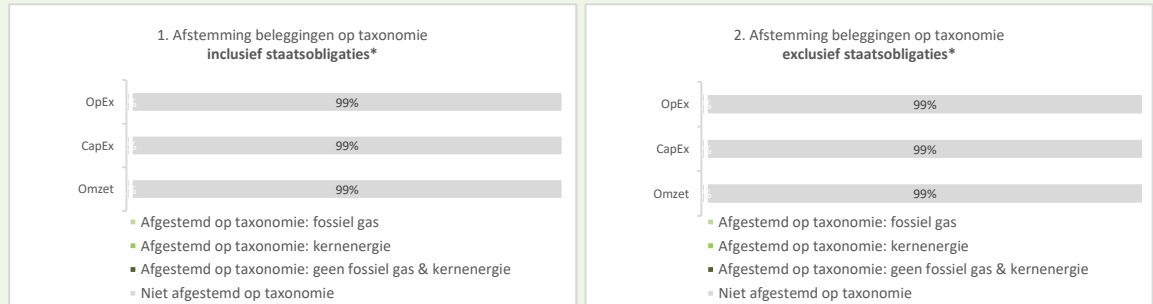 1. Afstemming beleggingen op taxonomie
inclusief staatsobligaties*
OpEx
99%
CapEx
99%
Omzet
99%
Afgestemd op taxonomie: fossiel gas
Afgestemd op taxonomie: kernenergie
Afgestemd op taxonomie: geen fossiel gas & kernenergie
Niet afgestemd op taxonomie
2. Afstemming beleggingen op taxonomie
exclusief staatsobligaties*
OpEx
99%
CapEx
99%
Omzet
99%
Afgestemd op taxonomie: fossiel gas
Afgestemd op taxonomie: kernenergie
Afgestemd op taxonomie: geen fossiel gas & kernenergie
Niet afgestemd op taxonomie